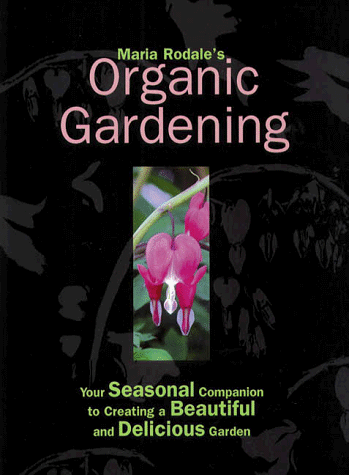 Maria Rodale's
Organic
Gardening
Your Seasonal Companion
to Creating a Beautiful
and Delicious Garden